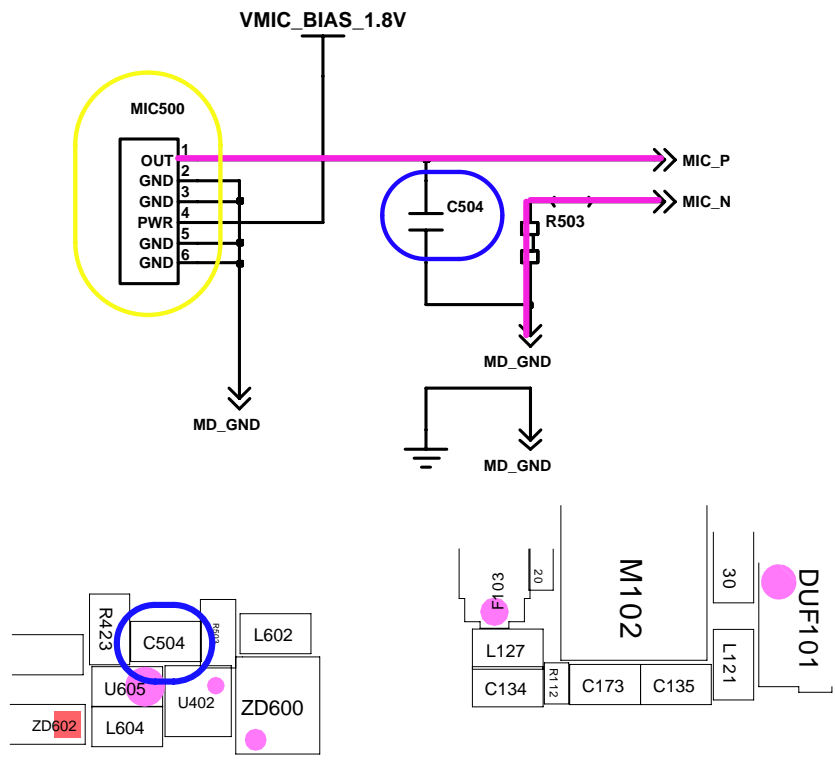 VMIC_BIAS_1.8V
MIC500
OUT 1
GND 2
GND 3
PWR 4
GND 5
GND 6
MIC_P
MIC_N
C504
R503
MD_GND
MD_GND
MD_GND
R423
C504
R503
L602
U605
U402
ZD600
ZD602
L604
F103
20
M102
30
DUF101
L127
L121
C134
R112
C173
C135